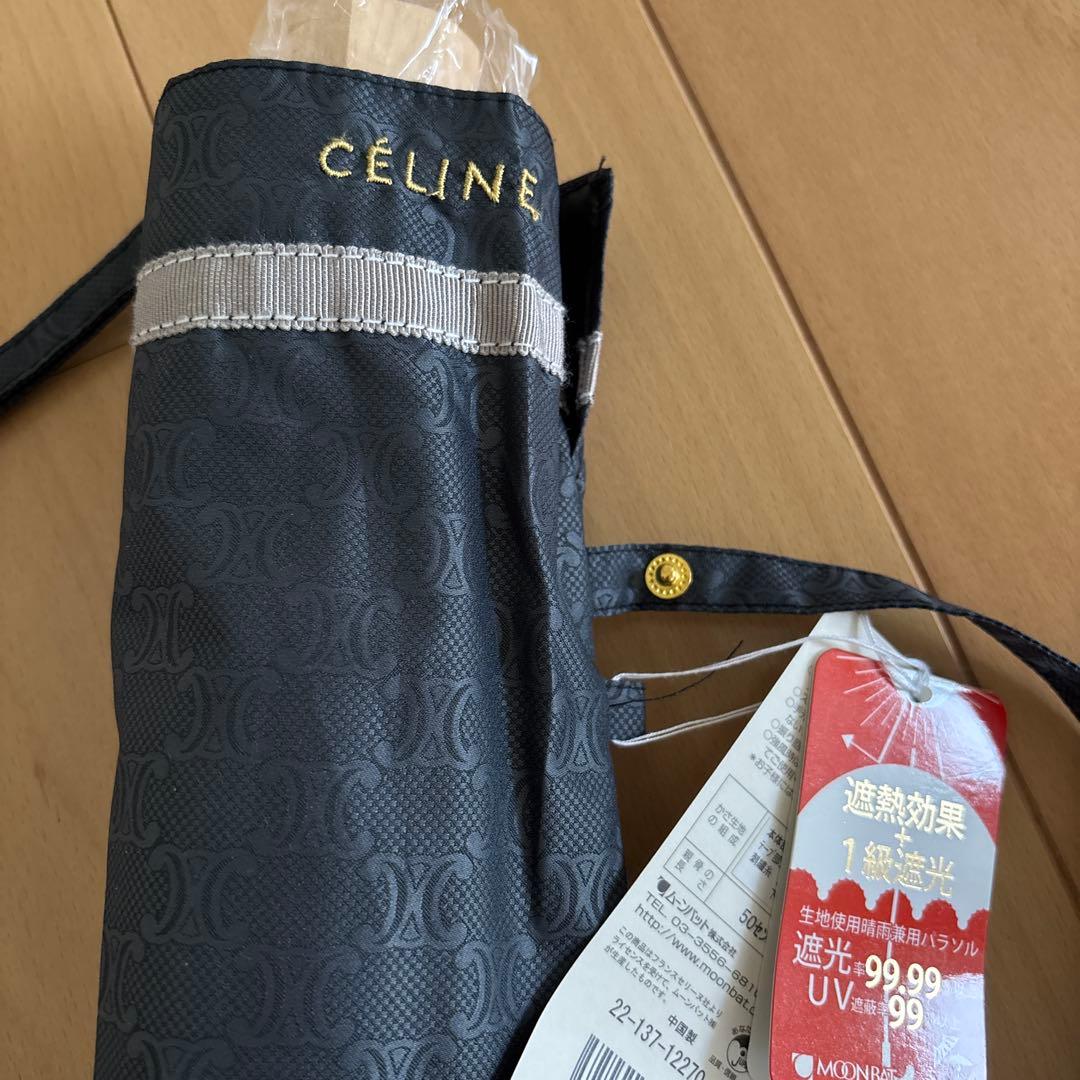 CÉLINE
遮熱効果
+
1級遮光
生地使用晴雨兼用パラソル
遮光率99.99
UV遮蔽率99
MOONBAT
かさ生地
の組成
親骨の
長さ
50セン
ムーンバット株式会社
TEL. 03-3556-681
http://www.moonbat.
この商品はフランスセリーヌ社より
ライセンスを受けて、ムーンバット㈱
が生産したものです。
中国製
22-137-12270